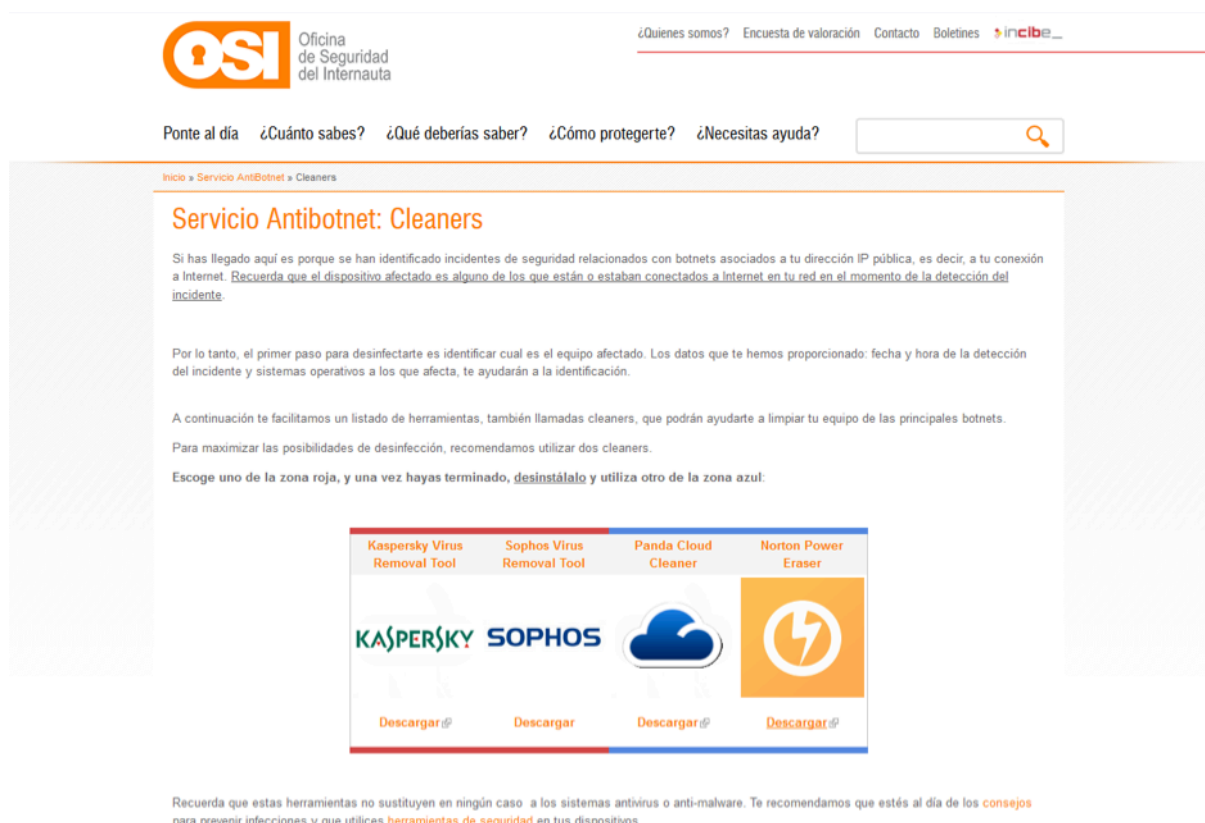 OSI
Oficina
de Seguridad
del Internauta
¿Quienes somos? Encuesta de valoración Contacto Boletines incibe_
Ponte al día ¿Cuánto sabes? ¿Qué deberías saber? ¿Cómo protegerte? ¿Necesitas ayuda?
Inicio » Servicio AntiBotnet » Cleaners
Servicio Antibotnet: Cleaners
Si has llegado aquí es porque se han identificado incidentes de seguridad relacionados con botnets asociados a tu dirección IP pública, es decir, a tu conexión
a Internet. Recuerda que el dispositivo afectado es alguno de los que están o estaban conectados a Internet en tu red en el momento de la detección del
incidente.
Por lo tanto, el primer paso para desinfectarte es identificar cual es el equipo afectado. Los datos que te hemos proporcionado: fecha y hora de la detección
del incidente y sistemas operativos a los que afecta, te ayudarán a la identificación.
A continuación te facilitamos un listado de herramientas, también llamadas cleaners, que podrán ayudarte a limpiar tu equipo de las principales botnets.
Para maximizar las posibilidades de desinfección, recomendamos utilizar dos cleaners.
Escoge uno de la zona roja, y una vez hayas terminado, desinstálalo y utiliza otro de la zona azul:
Kaspersky Virus Sophos Virus Panda Cloud Norton Power
Removal Tool Removal Tool Cleaner Eraser
KASPERSKY SOPHOS
Descargar Descargar Descargar Descargar
Recuerda que estas herramientas no sustituyen en ningún caso a los sistemas antivirus o anti-malware. Te recomendamos que estés al día de los consejos
para prevenir infecciones y que utilices herramientas de seguridad en tus dispositivos.